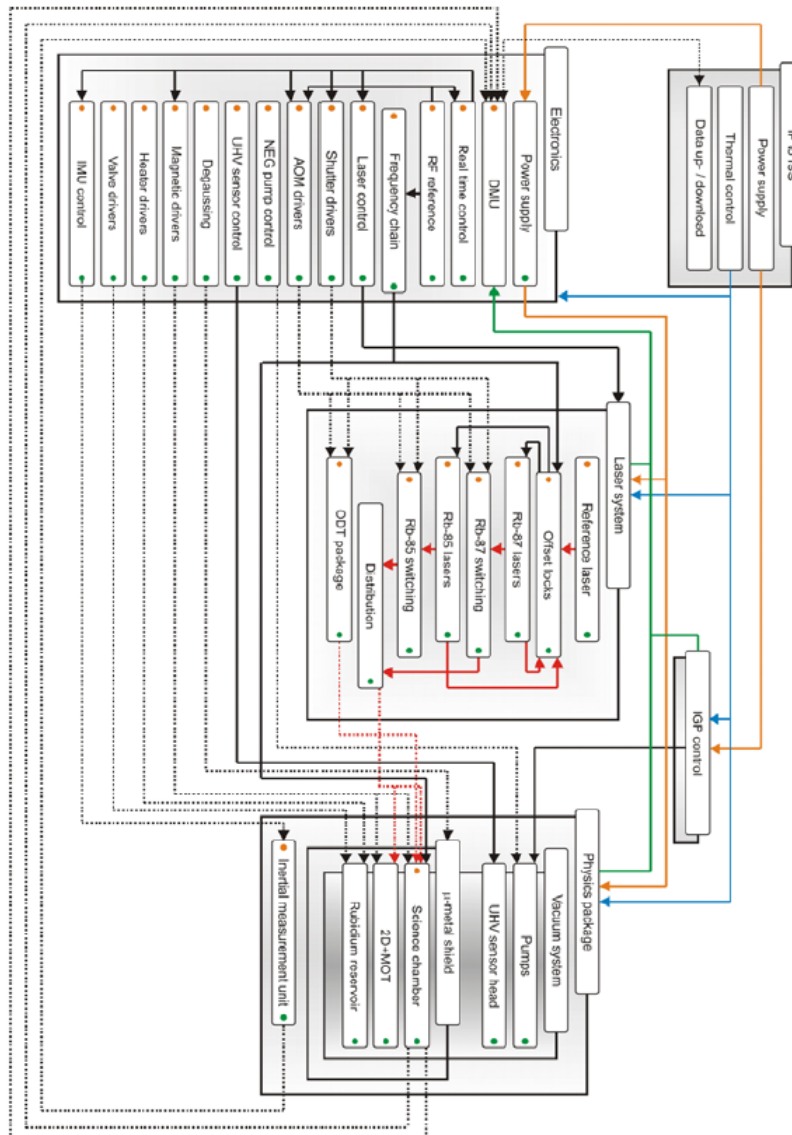 Power supply
Thermal control
Data up- / download
Electronics
Power supply
DMU
Real time control
RF reference
Frequency chain
Laser control
Shutter drivers
AOM drivers
NEG pump control
UHV sensor control
Degaussing
Magnetic drivers
Heater drivers
Valve drivers
IMU control
Laser system
Reference laser
Offset locks
Rb-87 lasers
Rb-87 switching
Rb-85 lasers
Rb-85 switching
Distribution
ODT package
IGP control
Physics package
Vacuum system
Pumps
UHV sensor head
μ-metal shield
Science chamber
2D+MOT
Rubidium reservoir
Inertial measurement unit